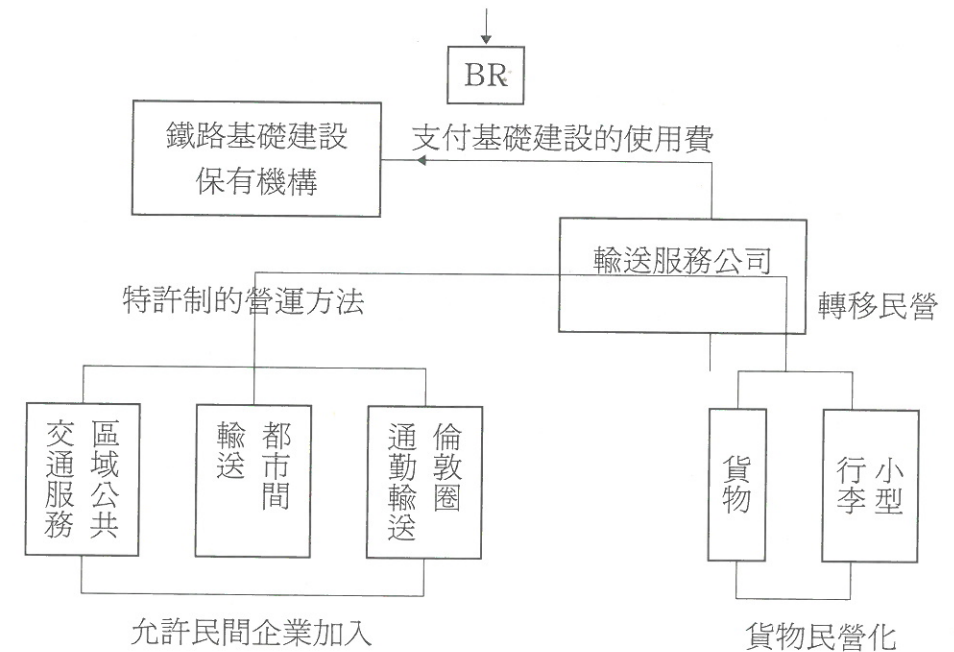 BR
鐵路基礎建設
保有機構
支付基礎建設的使用費
輸送服務公司
特許制的營運方法
轉移民營
區域公共
交通服務
都市間
輸送
倫敦圈
通勤輸送
貨物
小型
行李
允許民間企業加入
貨物民營化